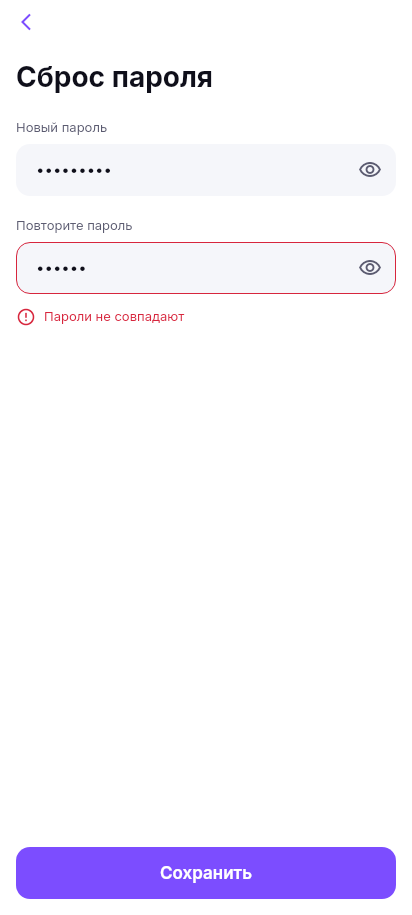 Сброс пароля
Новый пароль
•••••••••
Повторите пароль
••••••
Пароли не совпадают
Сохранить